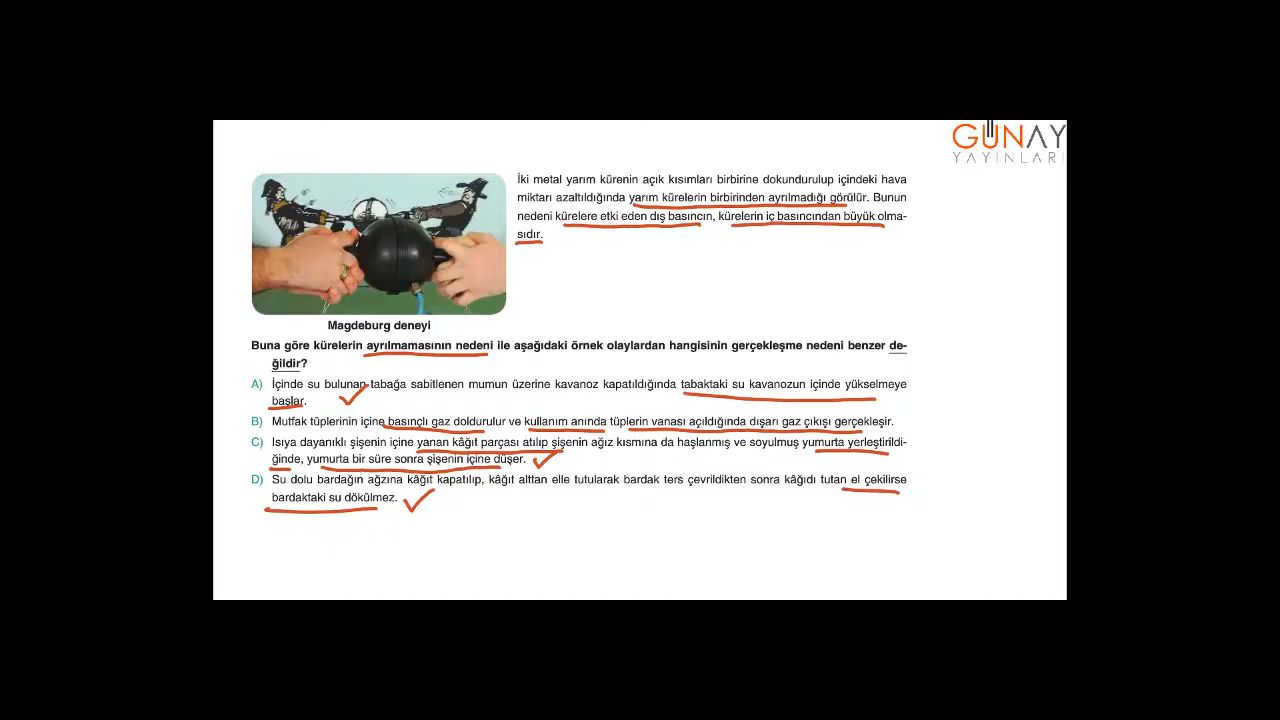 GÜNAY
YAYINLARI
İki metal yarım kürenin açık kısımları birbirine dokundurulup içindeki hava
miktarı azaltıldığında yarım kürelerin birbirinden ayrılmadığı görülür. Bunun
nedeni kürelere etki eden dış basıncın, kürelerin iç basıncından büyük olma-
sıdır.
Magdeburg deneyi
Buna göre kürelerin ayrılmamasının nedeni ile aşağıdaki örnek olaylardan hangisinin gerçekleşme nedeni benzer de-
ğildir?
A) İçinde su bulunan tabağa sabitlenen mumun üzerine kavanoz kapatıldığında tabaktaki su kavanozun içinde yükselmeye
başlar.
B) Mutfak tüplerinin içine basınçlı gaz doldurulur ve kullanım anında tüplerin vanası açıldığında dışarı gaz çıkışı gerçekleşir.
C) Isıya dayanıklı şişenin içine yanan kâğıt parçası atılıp şişenin ağız kısmına da haşlanmış ve soyulmuş yumurta yerleştirildi-
ğinde, yumurta bir süre sonra şişenin içine düşer.
D) Su dolu bardağın ağzına kâğıt kapatılıp, kâğıt alttan elle tutularak bardak ters çevrildikten sonra kâğıdı tutan el çekilirse
bardaktaki su dökülmez.